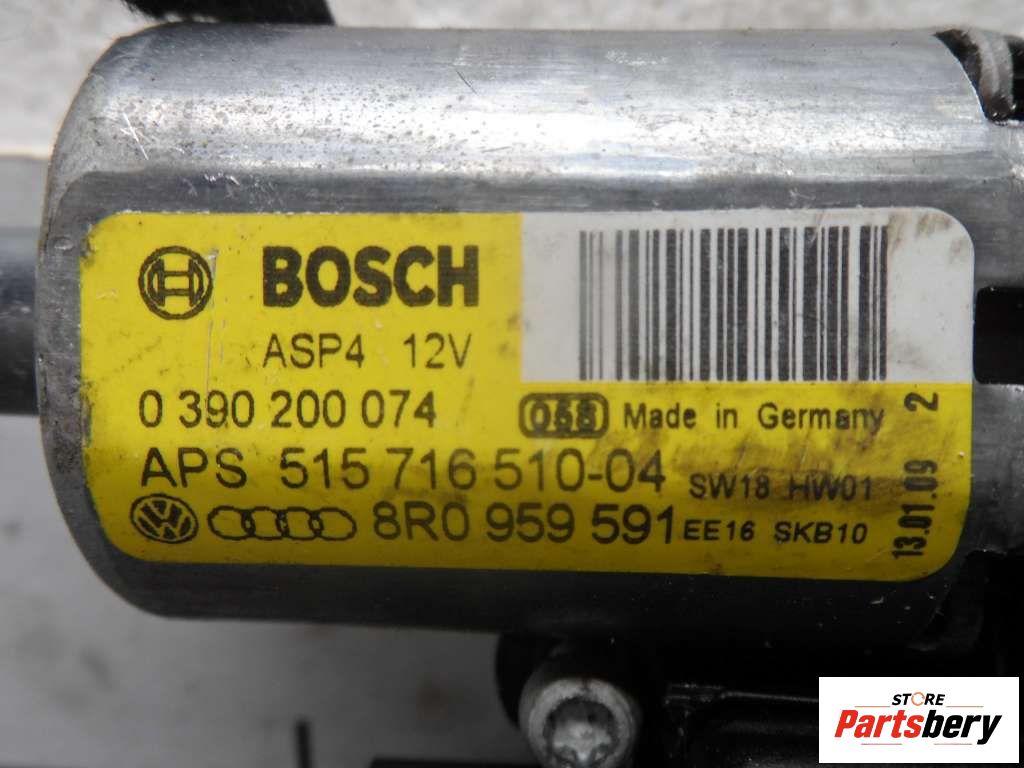 BOSCH
ASP4 12V
0 390 200 074
Made in Germany
APS 515 716 510-04
SW18 HW01
8R0 959 591
EE16 SKB10
13.01.09 2
STORE
Partsbery